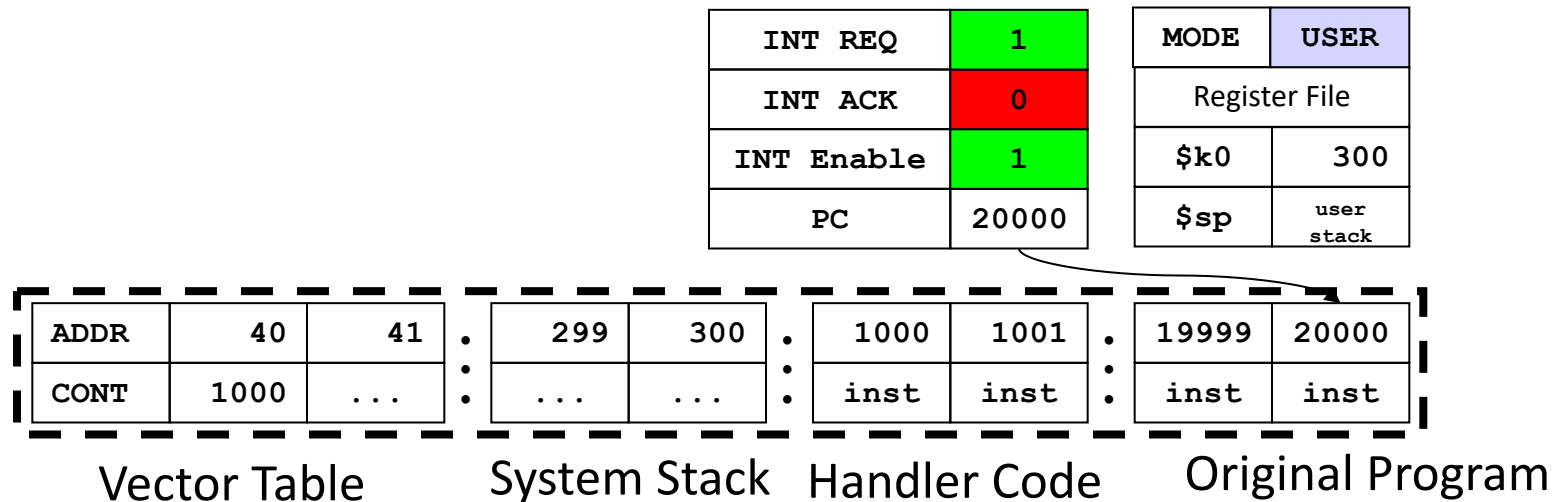 INT REQ 1
INT ACK 0
INT Enable 1
PC 20000
MODE USER
Register File
$k0 300
$sp user
stack
ADDR 40 41 : 299 300 : 1000 1001 : 19999 20000
CONT 1000 ... : ... ... : inst inst : inst inst
Vector Table System Stack Handler Code Original Program